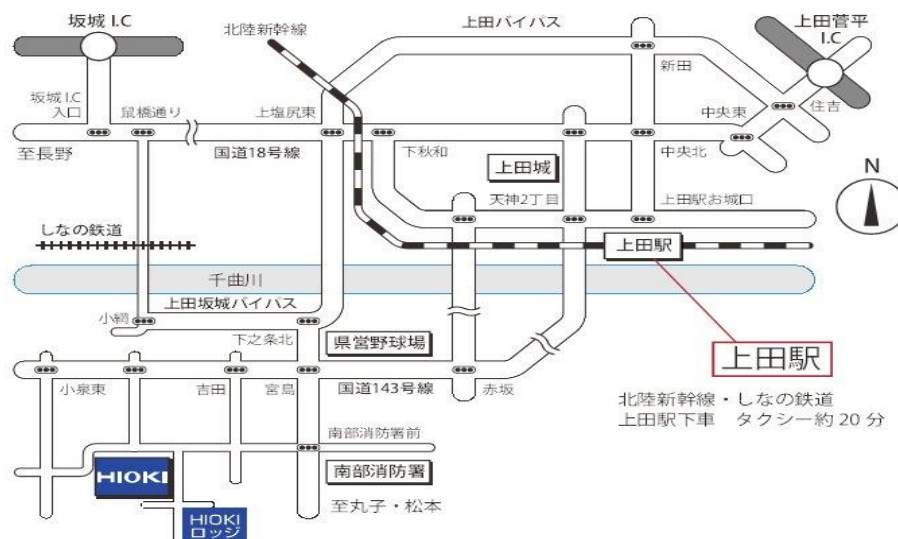 坂城 I.C
北陸新幹線
上田バイパス
上田菅平
I.C
新田
住吉
坂城 I.C
入口
鼠橋通り
上塩尻東
中央東
至長野
国道18号線
下秋和
上田城
中央北
N
天神2丁目
上田駅お城口
しなの鉄道
上田駅
千曲川
上田坂城バイパス
小網
下之条北
県営野球場
上田駅
小泉東
吉田
宮島
国道143号線
赤坂
北陸新幹線・しなの鉄道
上田駅下車 タクシー約 20 分
南部消防署前
HIOKI
南部消防署
至丸子・松本
HIOKI
ロッジ